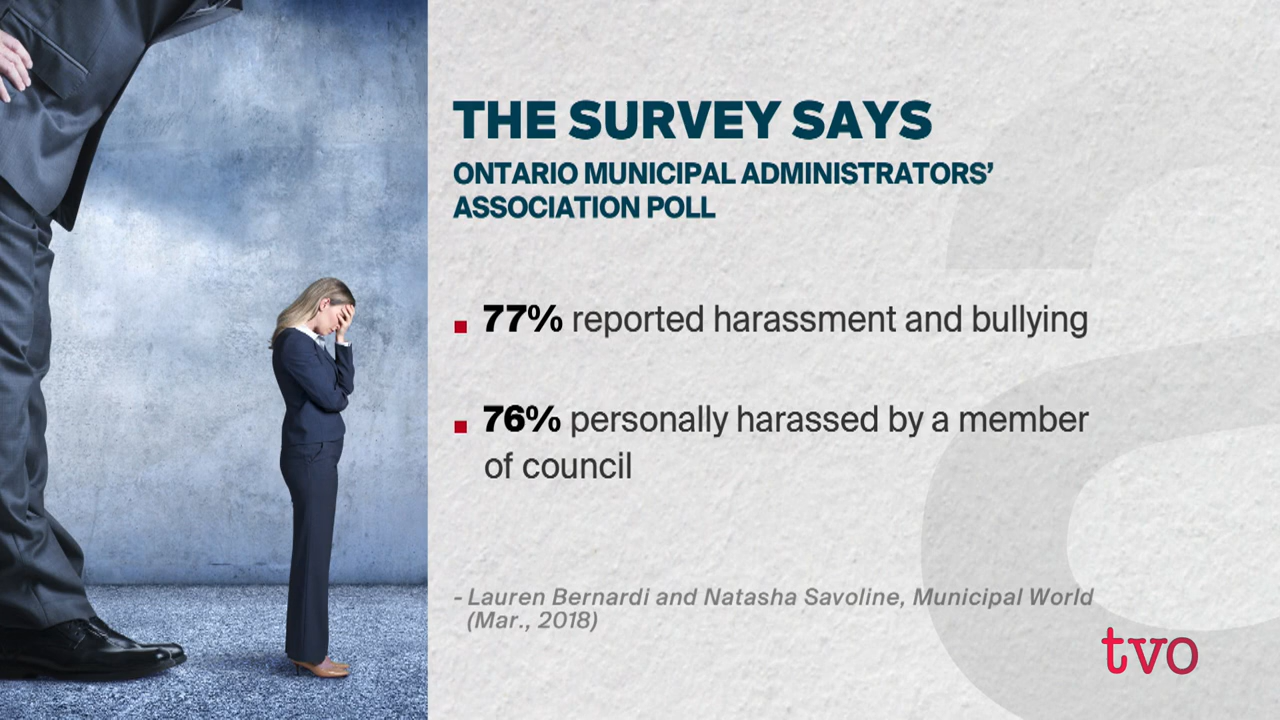 THE SURVEY SAYS
ONTARIO MUNICIPAL ADMINISTRATORS'
ASSOCIATION POLL
77% reported harassment and bullying
76% personally harassed by a member
of council
- Lauren Bernardi and Natasha Savoline, Municipal World
(Mar., 2018)
tvo